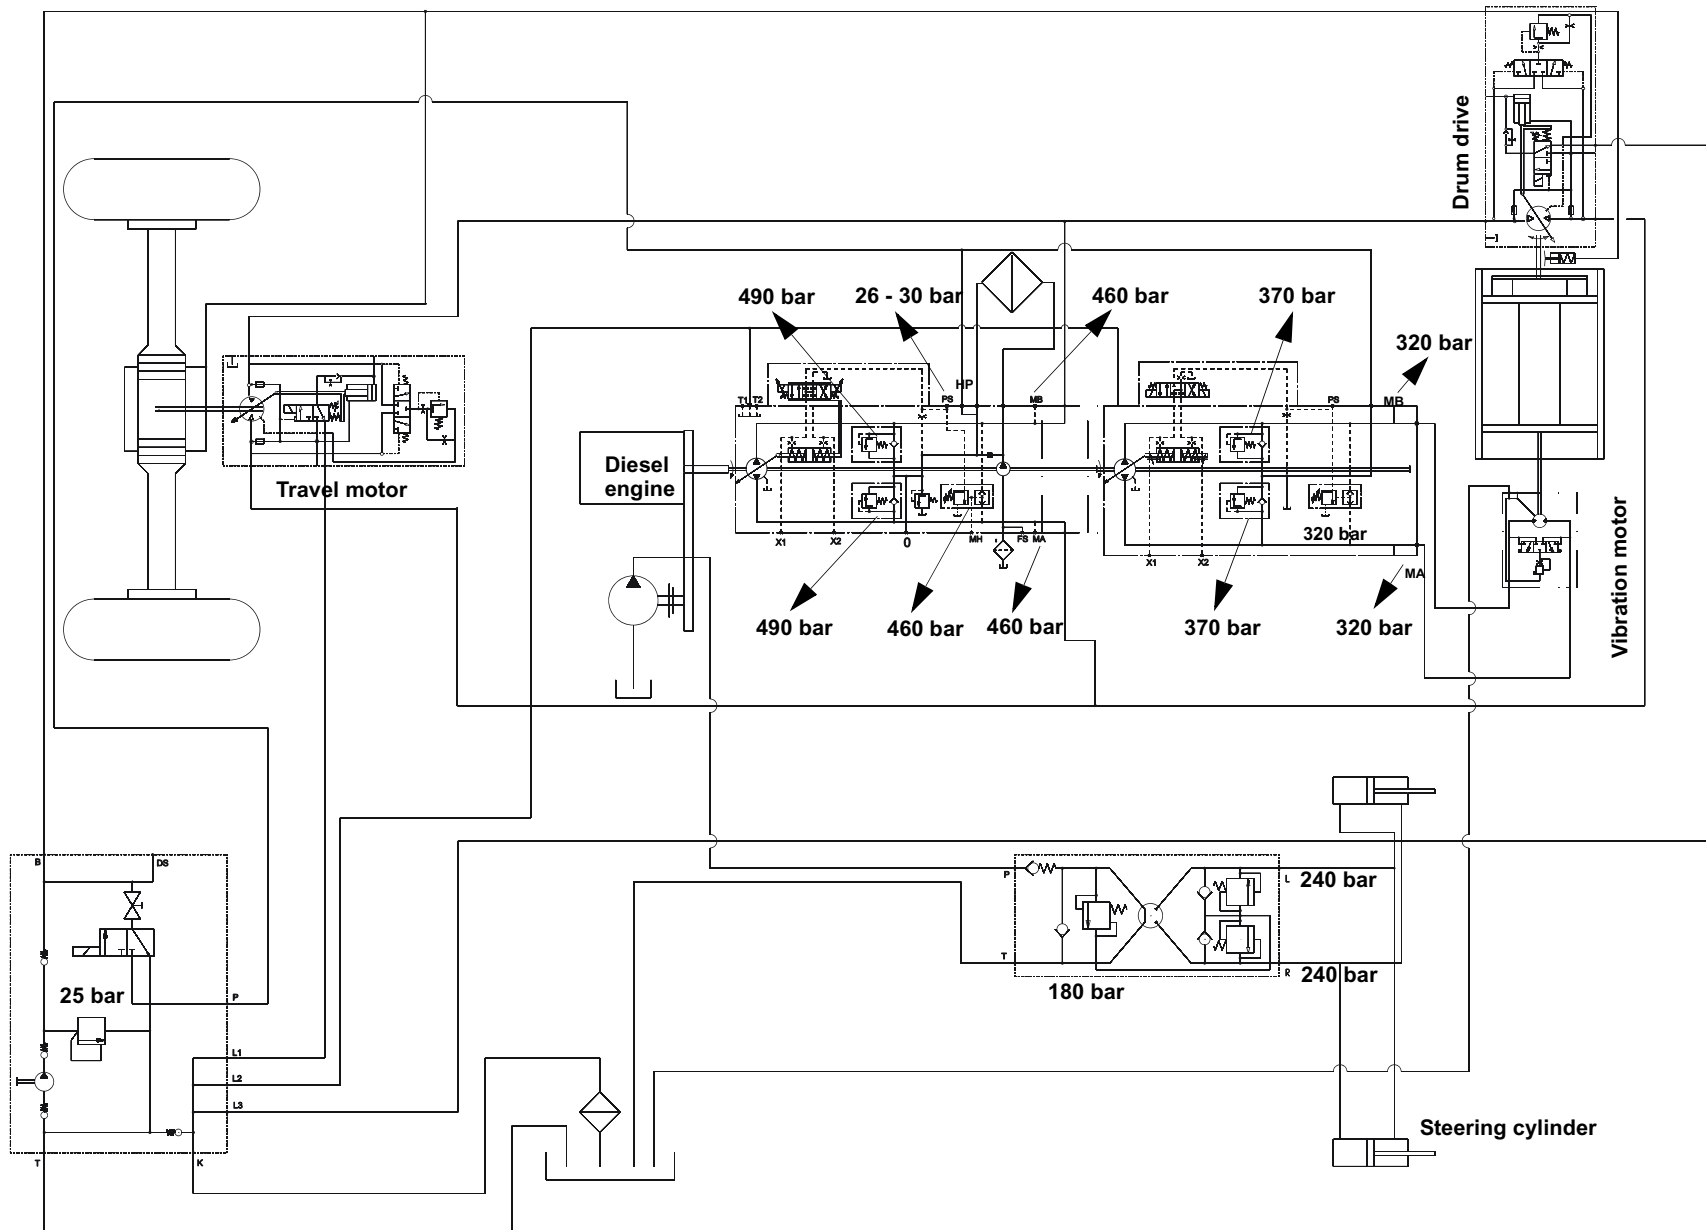 Drum drive
490 bar
26 - 30 bar
460 bar
370 bar
320 bar
HP
T1
T2
PS
MB
PS
MB
Diesel
engine
Travel motor
X1
X2
0
MH
FS
MA
320 bar
X1
X2
MA
490 bar
460 bar
460 bar
370 bar
320 bar
Vibration motor
B
DS
P
L
240 bar
25 bar
P
T
R
240 bar
180 bar
L1
L2
L3
T
K
Steering cylinder